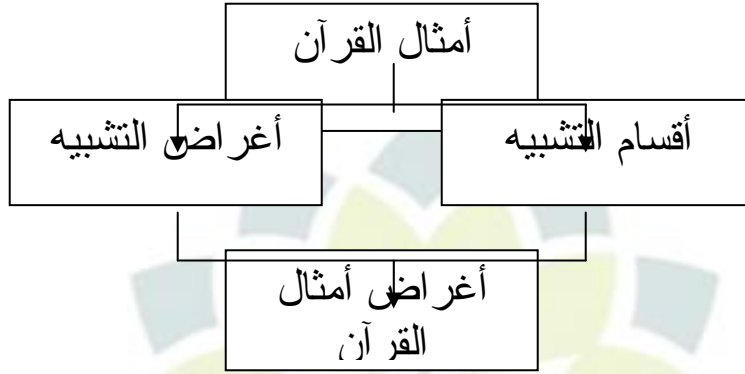 أمثال القرآن
أقسام التشبيه
أغراض التشبيه
أغراض أمثال
القرآن